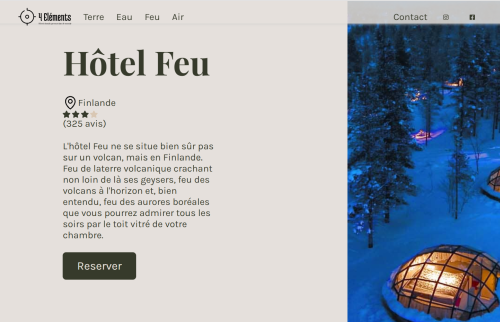 4 Eléments Terre Eau Feu Air Contact
Hôtel Feu
Finlande
(325 avis)
L'hôtel Feu ne se situe bien sûr pas
sur un volcan, mais en Finlande.
Feu de laterre volcanique crachant
non loin de là ses geysers, feu des
volcans à l'horizon et, bien
entendu, feu des aurores boréales
que vous pourrez admirer tous les
soirs par le toit vitré de votre
chambre.
Reserver